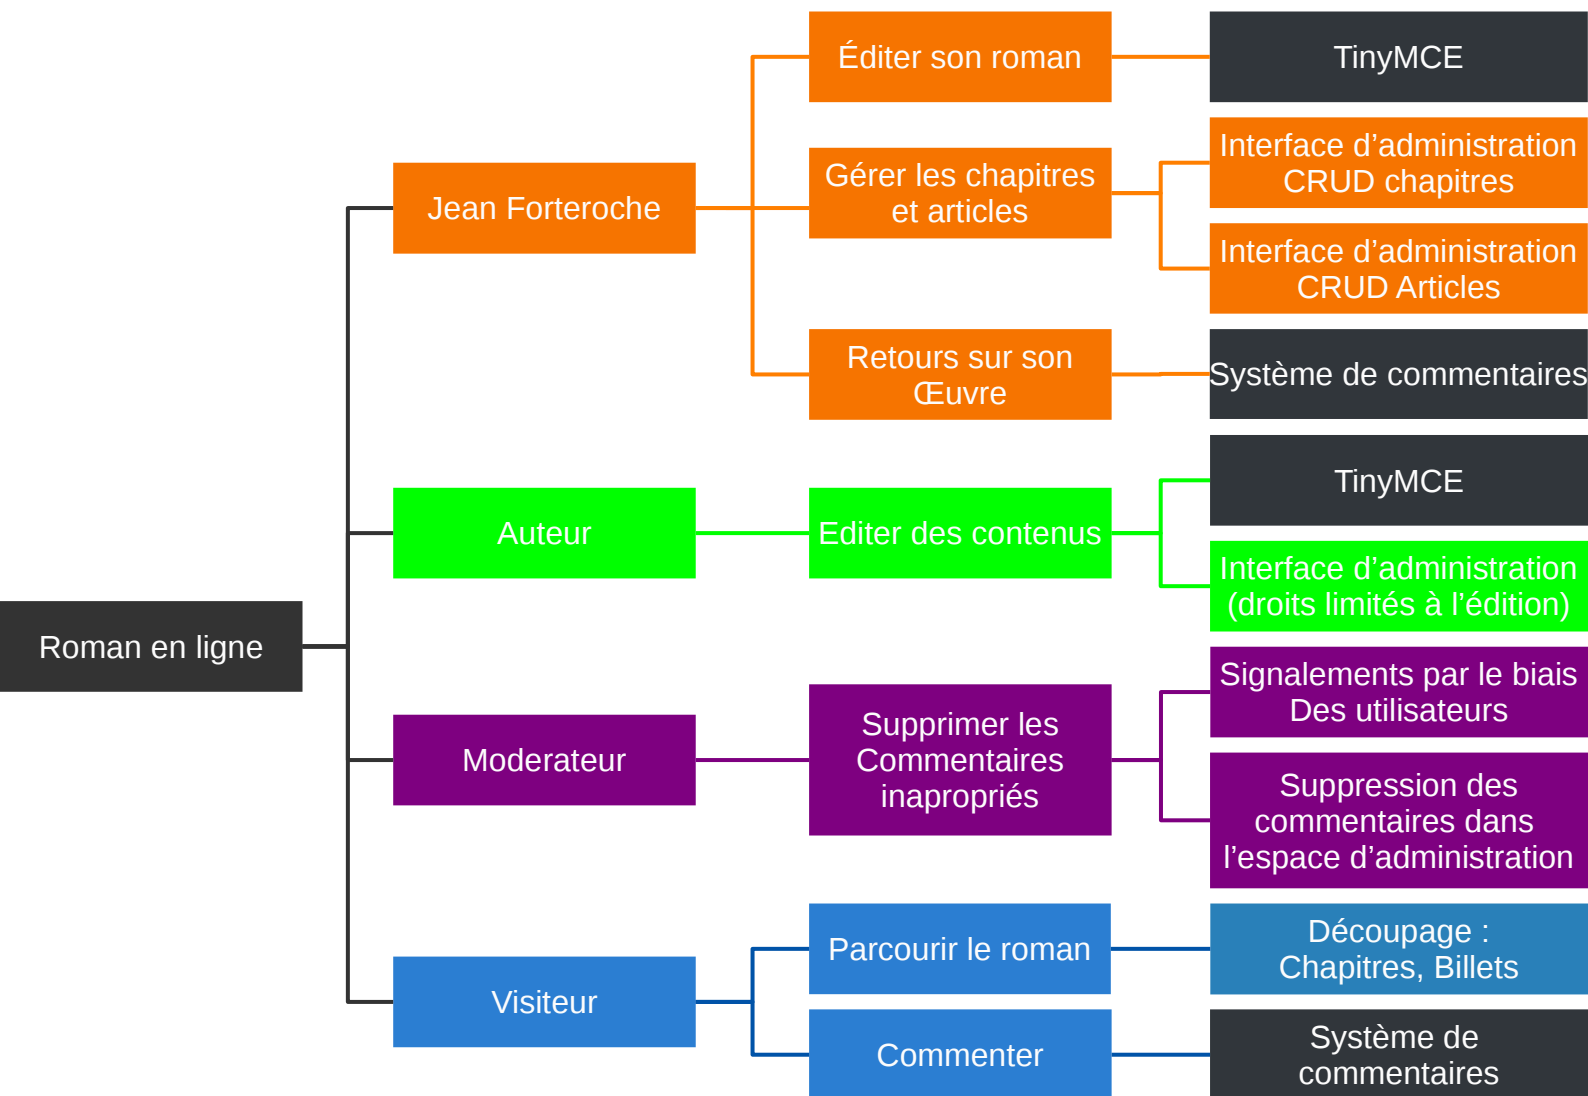 Roman en ligne
Jean Forteroche
Éditer son roman
TinyMCE
Gérer les chapitres
et articles
Interface d’administration
CRUD chapitres
Interface d’administration
CRUD Articles
Retours sur son
Œuvre
Système de commentaires
Auteur
Editer des contenus
TinyMCE
Interface d’administration
(droits limités à l’édition)
Moderateur
Supprimer les
Commentaires
inapropriés
Signalements par le biais
Des utilisateurs
Suppression des
commentaires dans
l’espace d’administration
Visiteur
Parcourir le roman
Découpage :
Chapitres, Billets
Commenter
Système de
commentaires